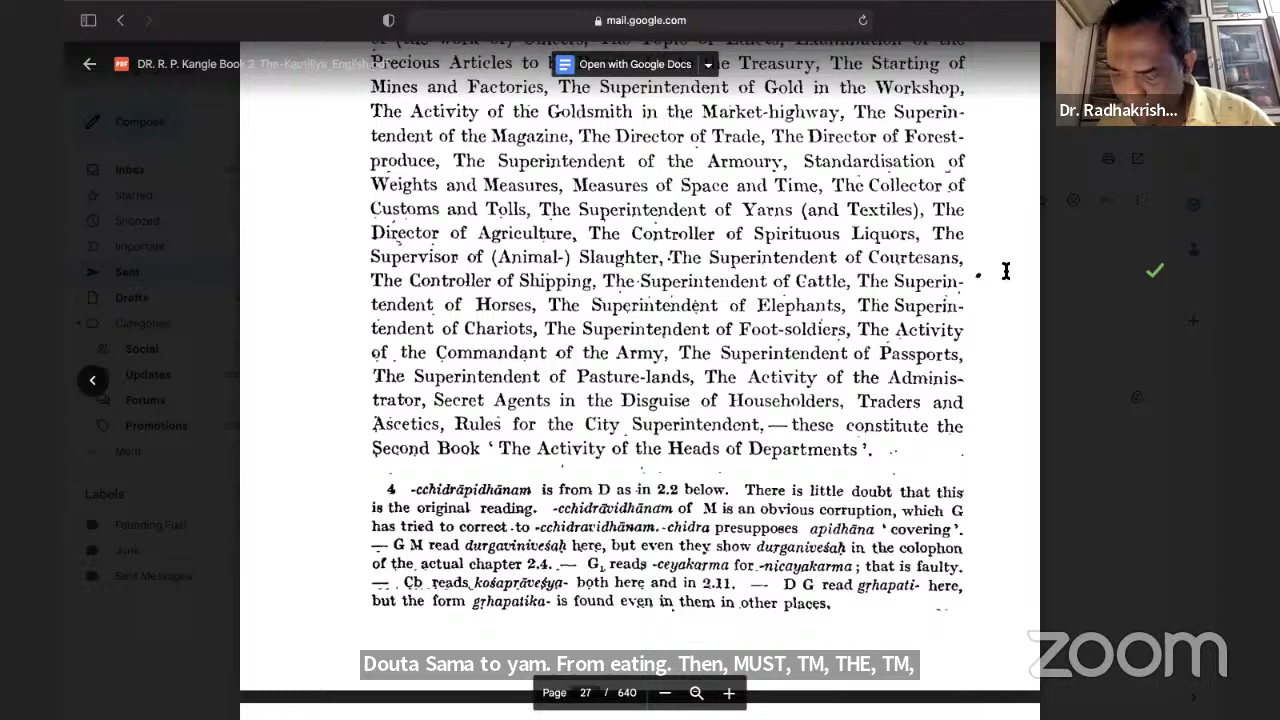 mail.google.com
DR. R. P. Kangle Book 2. The-Kautiliya_English.
Open with Google Docs
Dr. Radhakrish...
Compose
Inbox
Starred
Snoozed
Important
Sent
Drafts
Categories
Social
Updates
Forums
Promotions
More
Labels
Founding Fuel
Junk
Sent Messages
Precious Articles to the Treasury, The Starting of
Mines and Factories, The Superintendent of Gold in the Workshop,
The Activity of the Goldsmith in the Market-highway, The Superin-
tendent of the Magazine, The Director of Trade, The Director of Forest-
produce, The Superintendent of the Armoury, Standardisation of
Weights and Measures, Measures of Space and Time, The Collector of
Customs and Tolls, The Superintendent of Yarns (and Textiles), The
Director of Agriculture, The Controller of Spirituous Liquors, The
Supervisor of (Animal-) Slaughter, The Superintendent of Courtesans,
The Controller of Shipping, The Superintendent of Cattle, The Superin-
tendent of Horses, The Superintendent of Elephants, The Superin-
tendent of Chariots, The Superintendent of Foot-soldiers, The Activity
of the Commandant of the Army, The Superintendent of Passports,
The Superintendent of Pasture-lands, The Activity of the Adminis-
trator, Secret Agents in the Disguise of Householders, Traders and
Ascetics, Rules for the City Superintendent,— these constitute the
Second Book ‘ The Activity of the Heads of Departments ’.
4 -cchidrāpidhānam is from D as in 2.2 below. There is little doubt that this
is the original reading. -cchidrāvidhānam of M is an obvious corruption, which G
has tried to correct to -cchidravidhānam. -chidra presupposes apidhāna ‘ covering ’.
— G M read durgaviniveśaḥ here, but even they show durganiveśaḥ in the colophon
of the actual chapter 2.4. — G₁ reads -ceyakarma for -nicayakarma ; that is faulty.
— Cb reads kośaprāveśya- both here and in 2.11. — D G read gṛhapati- here,
but the form gṛhapatika- is found even in them in other places.
Douta Sama to yam. From eating. Then, MUST, TM, THE, TM,
Page 27 / 640
zoom